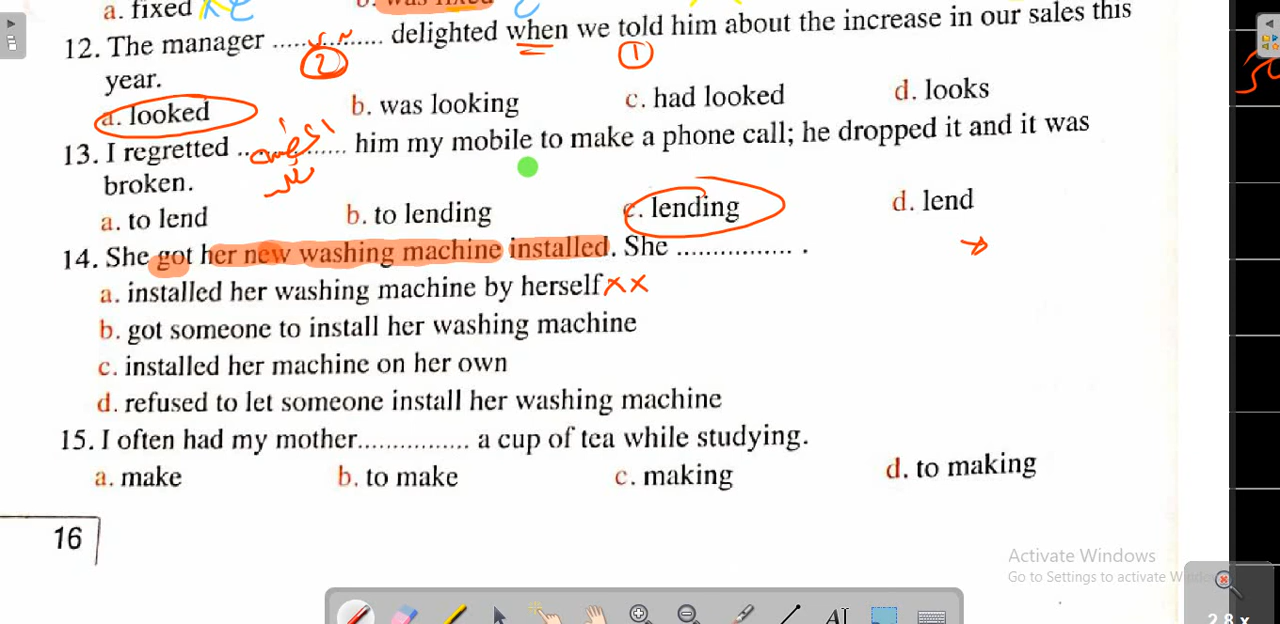 a. fixed
12. The manager ................. delighted when we told him about the increase in our sales this
2
1
year.
a. looked b. was looking c. had looked d. looks
13. I regretted ................. him my mobile to make a phone call; he dropped it and it was
broken.
a. to lend b. to lending c. lending d. lend
14. She got her new washing machine installed. She ................ .
a. installed her washing machine by herself xx
b. got someone to install her washing machine
c. installed her machine on her own
d. refused to let someone install her washing machine
15. I often had my mother................ a cup of tea while studying.
a. make b. to make c. making d. to making
16
Activate Windows
Go to Settings to activate
2.8 x